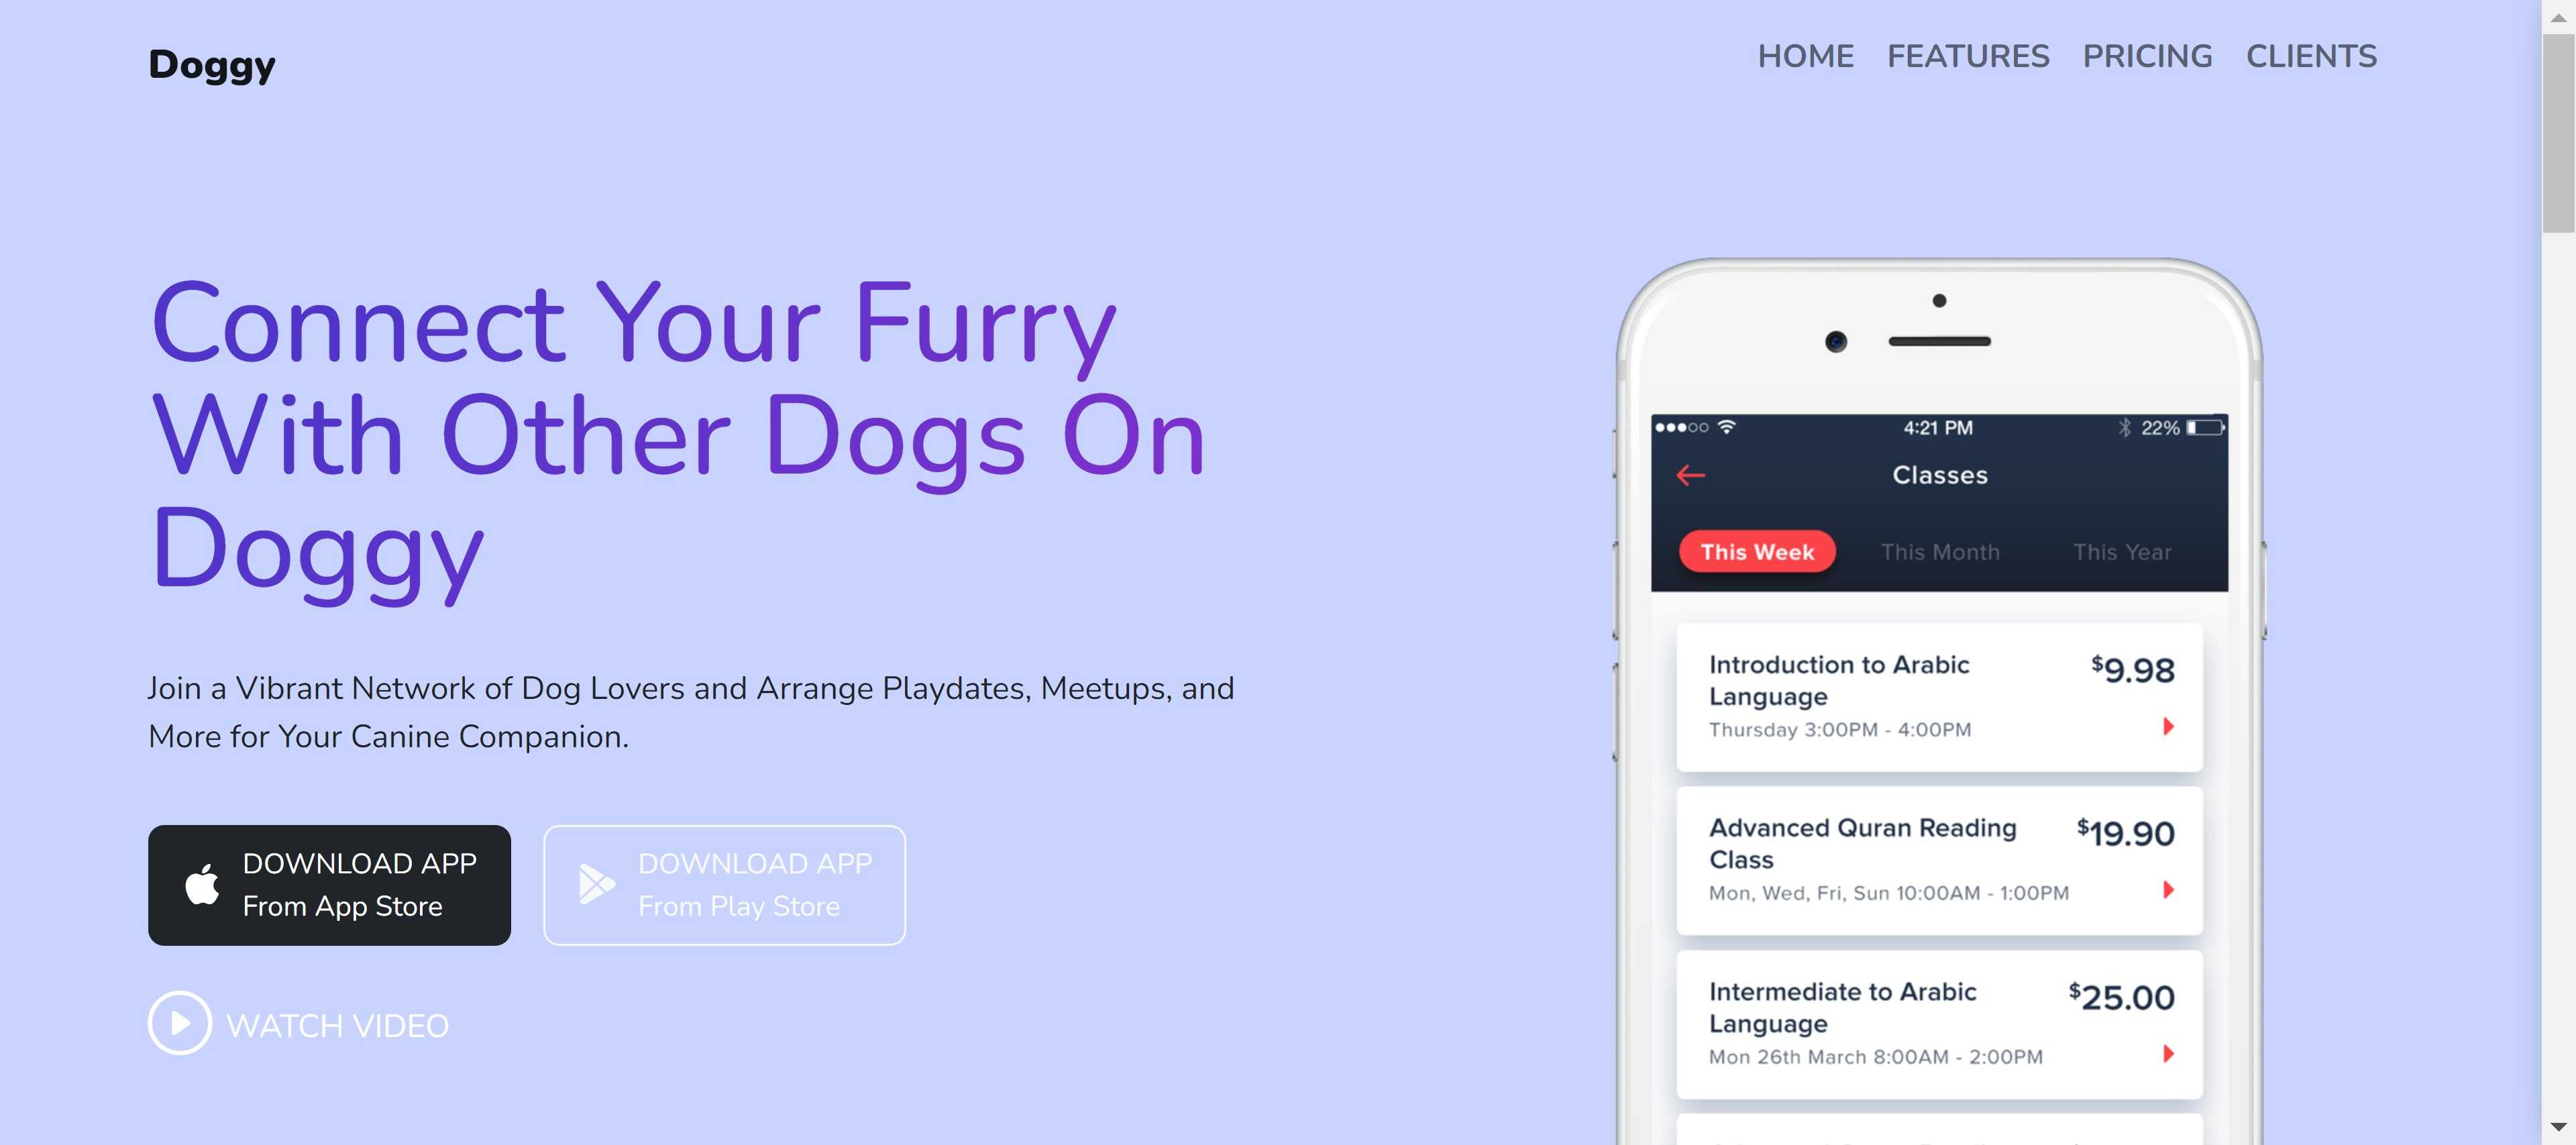 Doggy
HOME FEATURES PRICING CLIENTS
Connect Your Furry
With Other Dogs On
Doggy
Join a Vibrant Network of Dog Lovers and Arrange Playdates, Meetups, and
More for Your Canine Companion.
DOWNLOAD APP
From App Store
DOWNLOAD APP
From Play Store
WATCH VIDEO
4:21 PM 22%
Classes
This Week This Month This Year
Introduction to Arabic
Language
$9.98
Thursday 3:00PM - 4:00PM
Advanced Quran Reading
Class
$19.90
Mon, Wed, Fri, Sun 10:00AM - 1:00PM
Intermediate to Arabic
Language
$25.00
Mon 26th March 8:00AM - 2:00PM